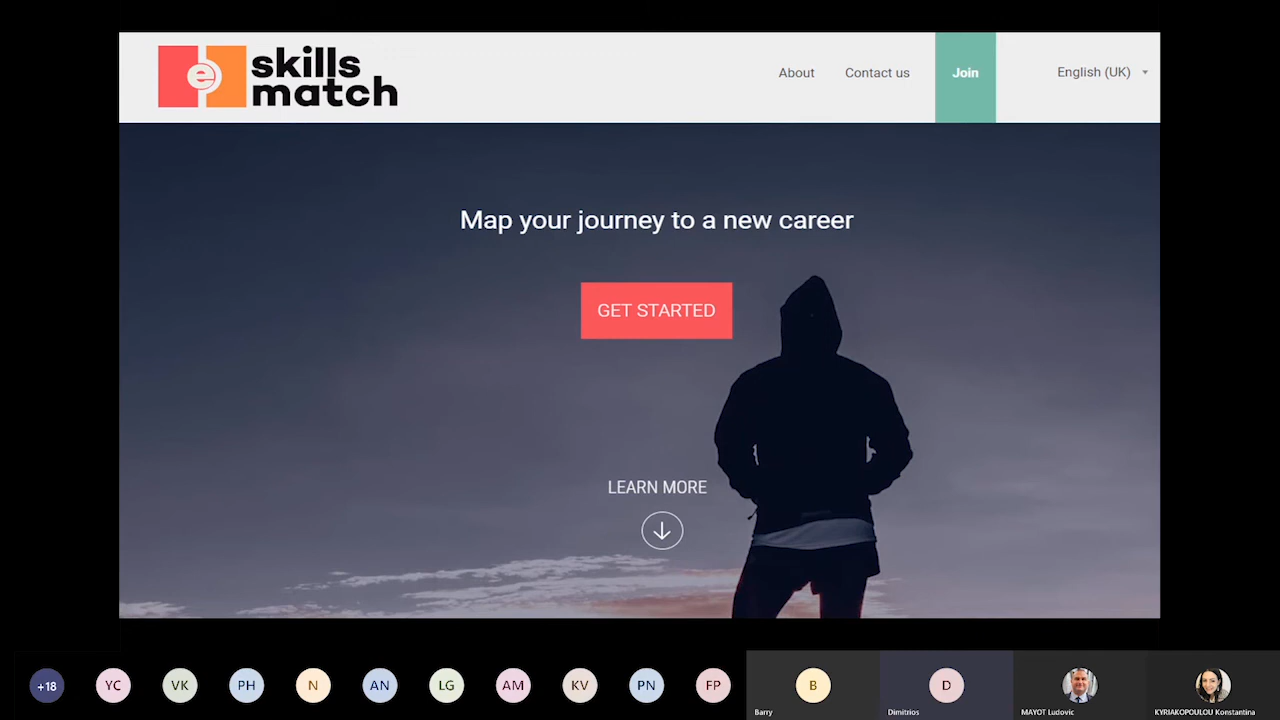 e skills
match
About Contact us Join English (UK)
Map your journey to a new career
GET STARTED
LEARN MORE
+18 YC VK PH N AN LG AM KV PN FP B D
Barry Dimitrios MAYOT Ludovic KYRIAKOPOULOU Konstantina